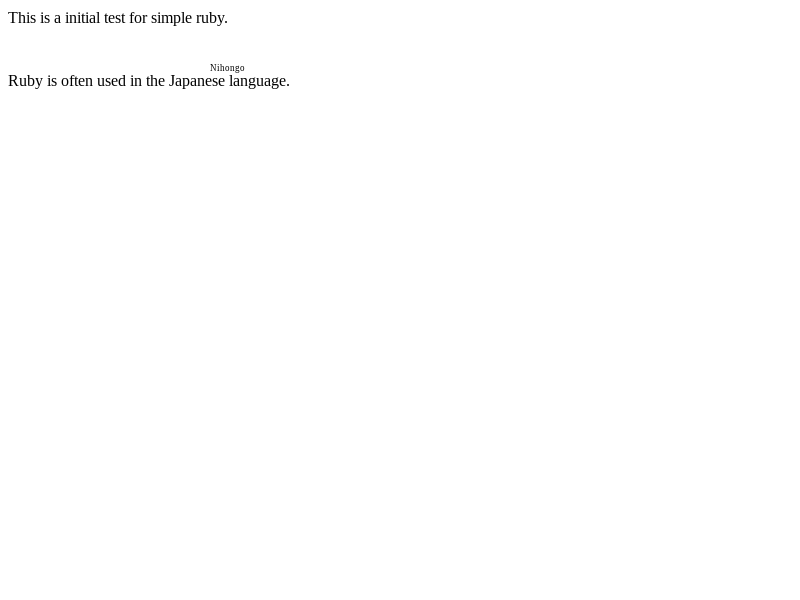 This is a initial test for simple ruby.
Nihongo
Ruby is often used in the Japanese language.